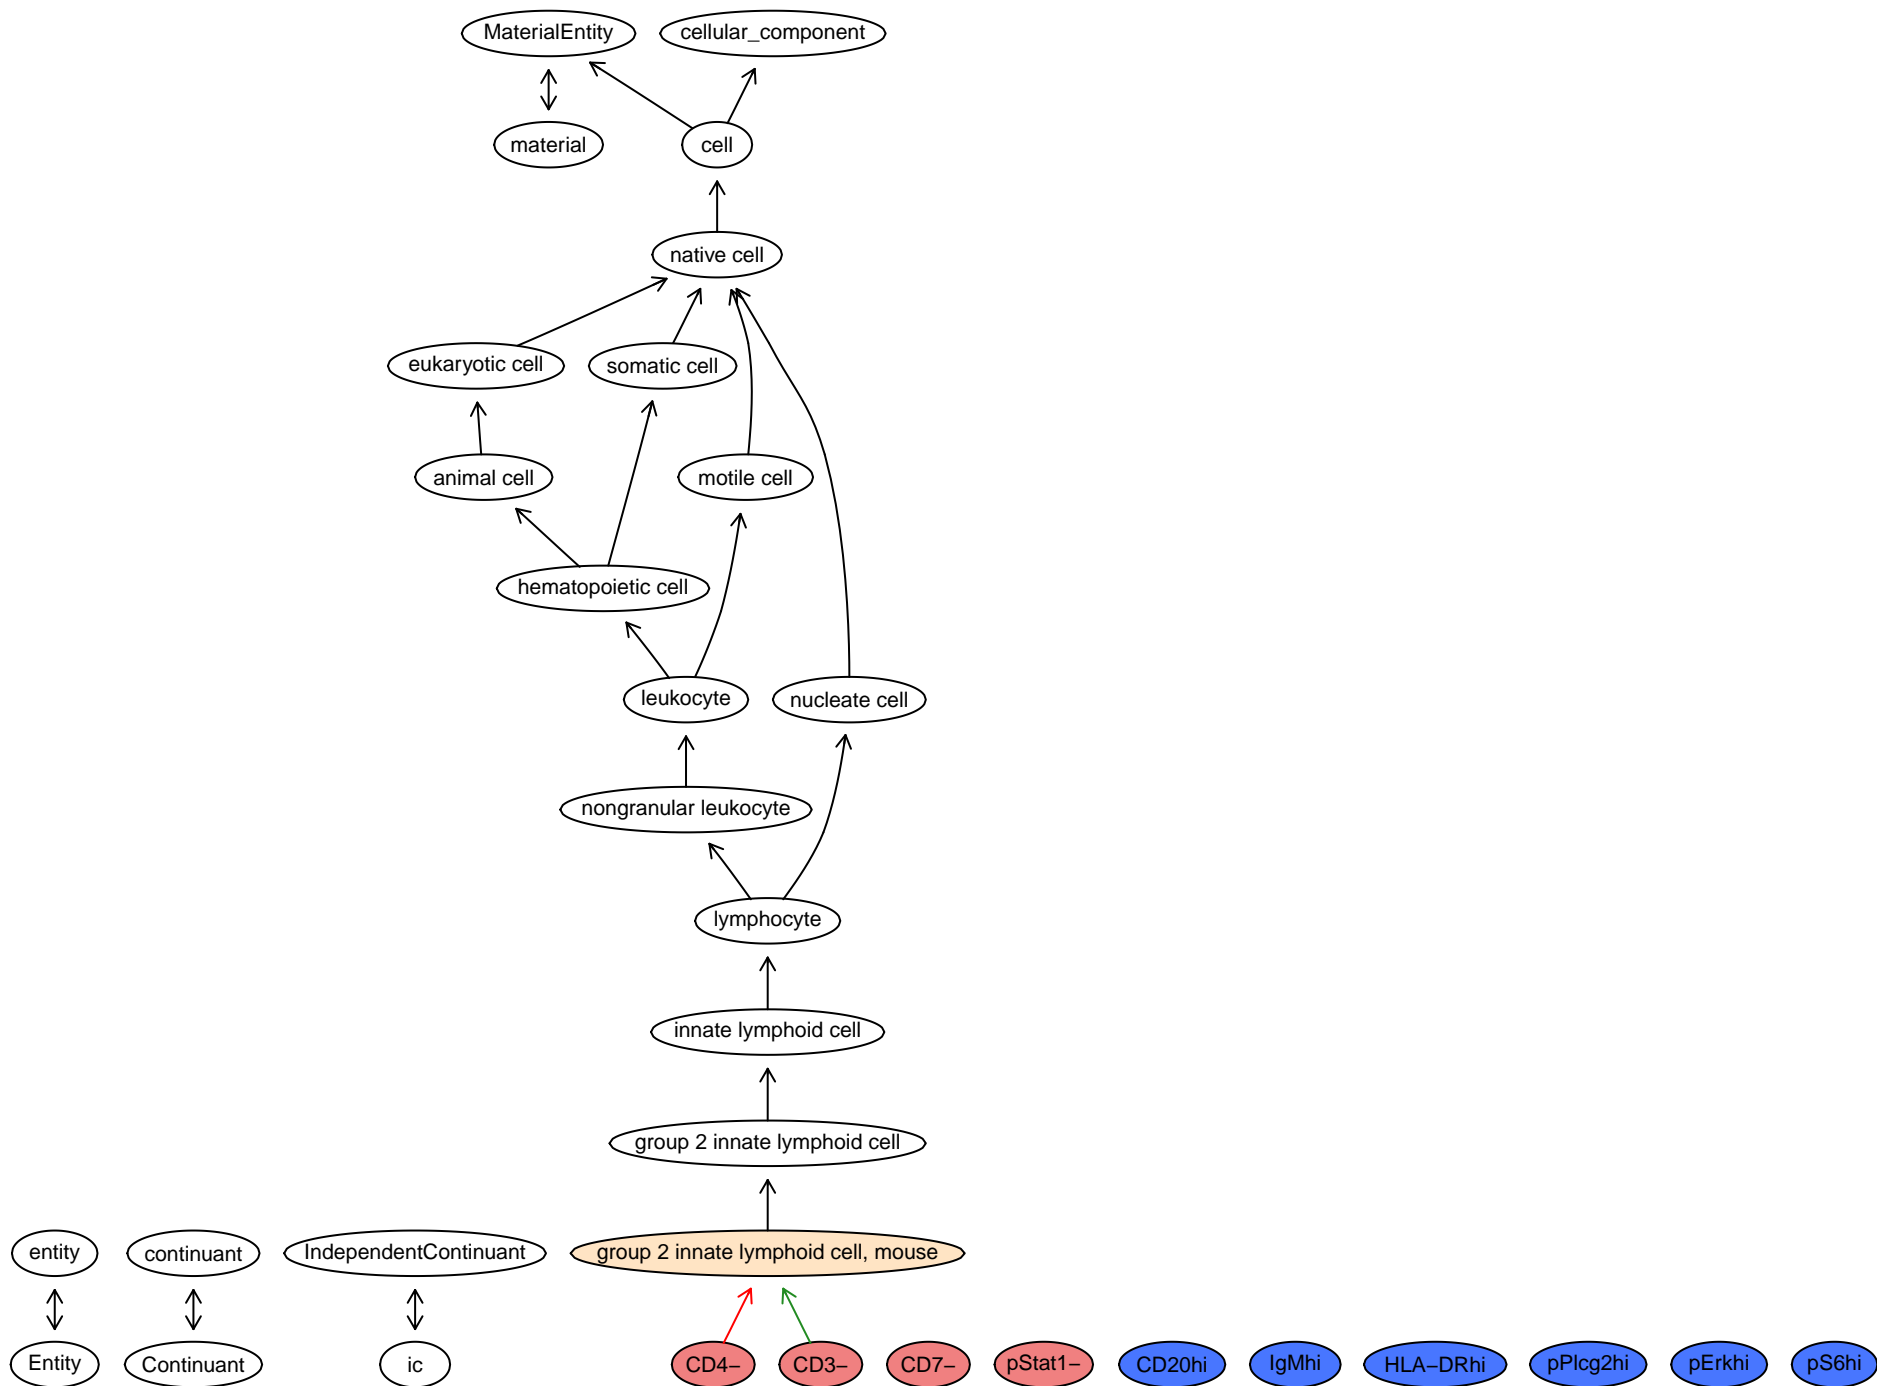 MaterialEntity cellular_component
material cell
native cell
eukaryotic cell somatic cell
animal cell motile cell
hematopoietic cell
leukocyte nucleate cell
nongranular leukocyte
lymphocyte
innate lymphoid cell
group 2 innate lymphoid cell
entity continuant IndependentContinuant group 2 innate lymphoid cell, mouse
Entity Continuant ic CD4− CD3− CD7− pStat1− CD20hi IgMhi HLA−DRhi pPlcg2hi pErkhi pS6hi